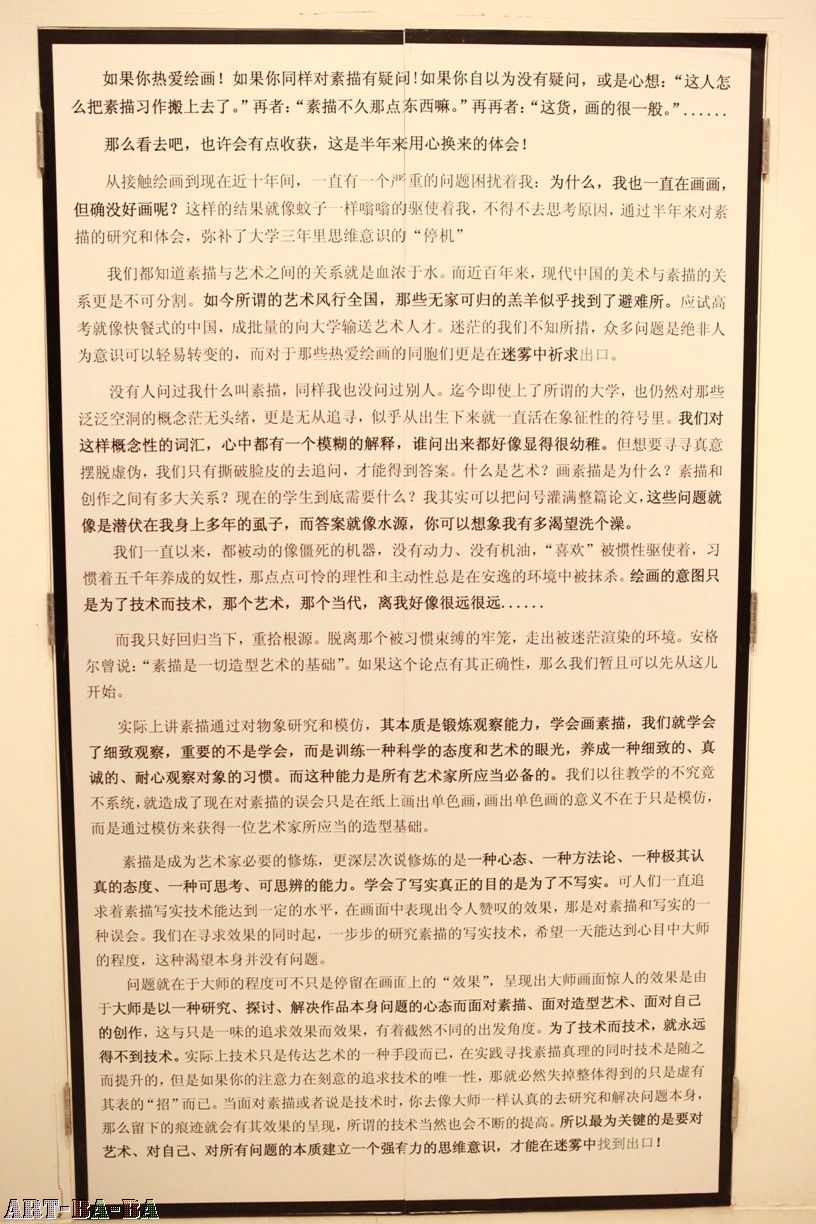 如果你热爱绘画！如果你同样对素描有疑问！如果你自以为没有疑问，或是心想：“这人怎
么把素描习作搬上去了。”再者：“素描不久那点东西嘛。”再再者：“这货，画的很一般。”......
那么看去吧，也许会有点收获，这是半年来用心换来的体会！
从接触绘画到现在近十年间，一直有一个严重的问题困扰着我：为什么，我也一直在画画，
但确没好画呢？这样的结果就像蚊子一样嗡嗡的驱使着我，不得不去思考原因，通过半年来对素
描的研究和体会，弥补了大学三年里思维意识的“停机”
我们都知道素描与艺术之间的关系就是血浓于水。而近百年来，现代中国的美术与素描的关
系更是不可分割。如今所谓的艺术风行全国，那些无家可归的羔羊似乎找到了避难所。应试高
考就像快餐式的中国，成批量的向大学输送艺术人才。迷茫的我们不知所措，众多问题是绝非人
为意识可以轻易转变的，而对于那些热爱绘画的同胞们更是在迷雾中祈求出口。
没有人问过我什么叫素描，同样我也没问过别人。迄今即使上了所谓的大学，也仍然对那些
泛泛空洞的概念茫无头绪，更是无从追寻，似乎从出生下来就一直活在象征性的符号里。我们对
这样概念性的词汇，心中都有一个模糊的解释，谁问出来都好像显得很幼稚。但想要寻寻真意
摆脱虚伪，我们只有撕破脸皮的去追问，才能得到答案。什么是艺术？画素描是为什么？素描和
创作之间有多大关系？现在的学生到底需要什么？我其实可以把问号灌满整篇论文，这些问题就
像是潜伏在我身上多年的虱子，而答案就像水源，你可以想象我有多渴望洗个澡。
我们一直以来，都被动的像僵死的机器，没有动力、没有机油，“喜欢”被惯性驱使着，习
惯着五千年养成的奴性，那点点可怜的理性和主动性总是在安逸的环境中被抹杀。绘画的意图只
是为了技术而技术，那个艺术，那个当代，离我好像很远很远......
而我只好回归当下，重拾根源。脱离那个被习惯束缚的牢笼，走出被迷茫渲染的环境。安格
尔曾说：“素描是一切造型艺术的基础”。如果这个论点有其正确性，那么我们暂且可以先从这儿
开始。
实际上讲素描通过对物象研究和模仿，其本质是锻炼观察能力，学会画素描，我们就学会
了细致观察，重要的不是学会，而是训练一种科学的态度和艺术的眼光，养成一种细致的、真
诚的、耐心观察对象的习惯。而这种能力是所有艺术家所应当必备的。我们以往教学的不究竟
不系统，就造成了现在对素描的误会只是在纸上画出单色画，画出单色画的意义不在于只是模仿，
而是通过模仿来获得一位艺术家所应当的造型基础。
素描是成为艺术家必要的修炼，更深层次说修炼的是一种心态、一种方法论、一种极其认
真的态度、一种可思考、可思辨的能力。学会了写实真正的目的是为了不写实。可人们一直追
求着素描写实技术能达到一定的水平，在画面中表现出令人赞叹的效果，那是对素描和写实的一
种误会。我们在寻求效果的同时起，一步步的研究素描的写实技术，希望一天能达到心目中大师
的程度，这种渴望本身并没有问题。
问题就在于大师的程度可不只是停留在画面上的“效果”，呈现出大师画面惊人的效果是由
于大师是以一种研究、探讨、解决作品本身问题的心态而面对素描、面对造型艺术、面对自己
的创作，这与只是一味的追求效果而效果，有着截然不同的出发角度。为了技术而技术，就永远
得不到技术。实际上技术只是传达艺术的一种手段而已，在实践寻找素描真理的同时技术是随之
而提升的，但是如果你的注意力在刻意的追求技术的唯一性，那就必然失掉整体得到的只是虚有
其表的“招”而已。当面对素描或者说是技术时，你去像大师一样认真的去研究和解决问题本身，
那么留下的痕迹就会有其效果的呈现，所谓的技术当然也会不断的提高。所以最为关键的是要对
艺术、对自己、对所有问题的本质建立一个强有力的思维意识，才能在迷雾中找到出口！
ART-BA-BA